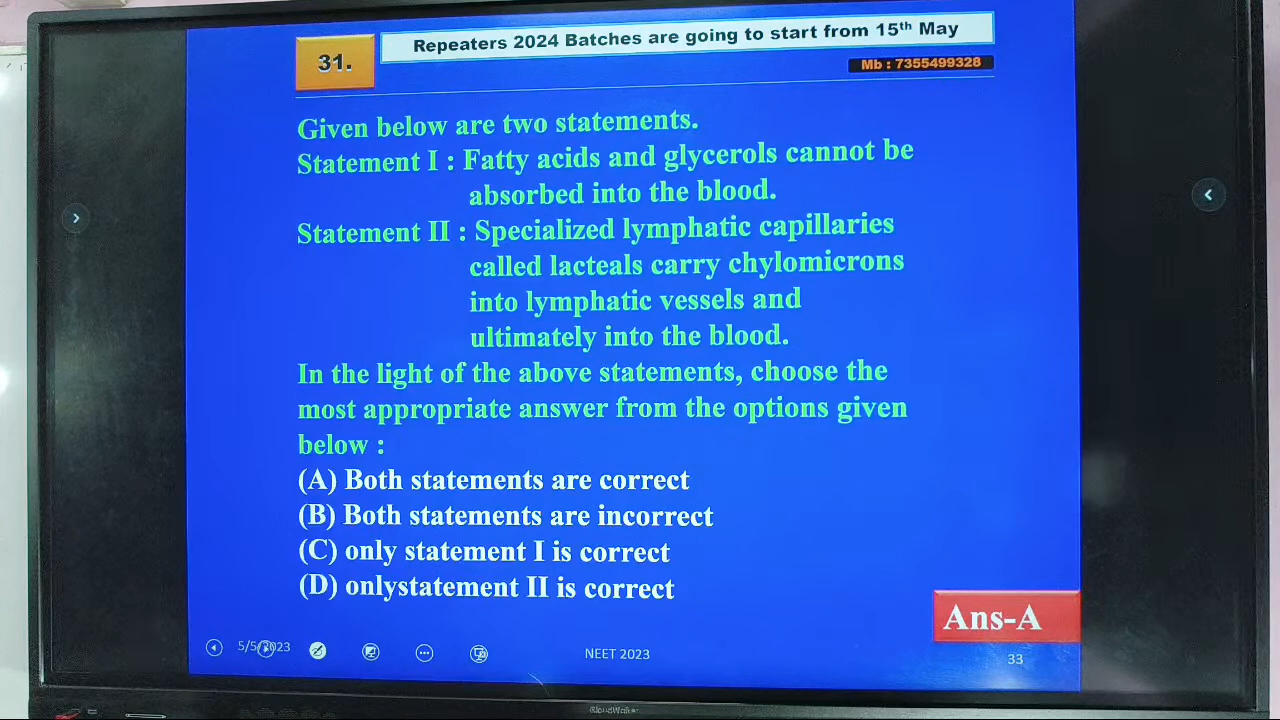 31.
Repeaters 2024 Batches are going to start from 15th May
Mb : 7355499328
Given below are two statements.
Statement I : Fatty acids and glycerols cannot be
absorbed into the blood.
Statement II : Specialized lymphatic capillaries
called lacteals carry chylomicrons
into lymphatic vessels and
ultimately into the blood.
In the light of the above statements, choose the
most appropriate answer from the options given
below :
(A) Both statements are correct
(B) Both statements are incorrect
(C) only statement I is correct
(D) onlystatement II is correct
Ans-A
5/5/2023
NEET 2023
33
CloudWalker